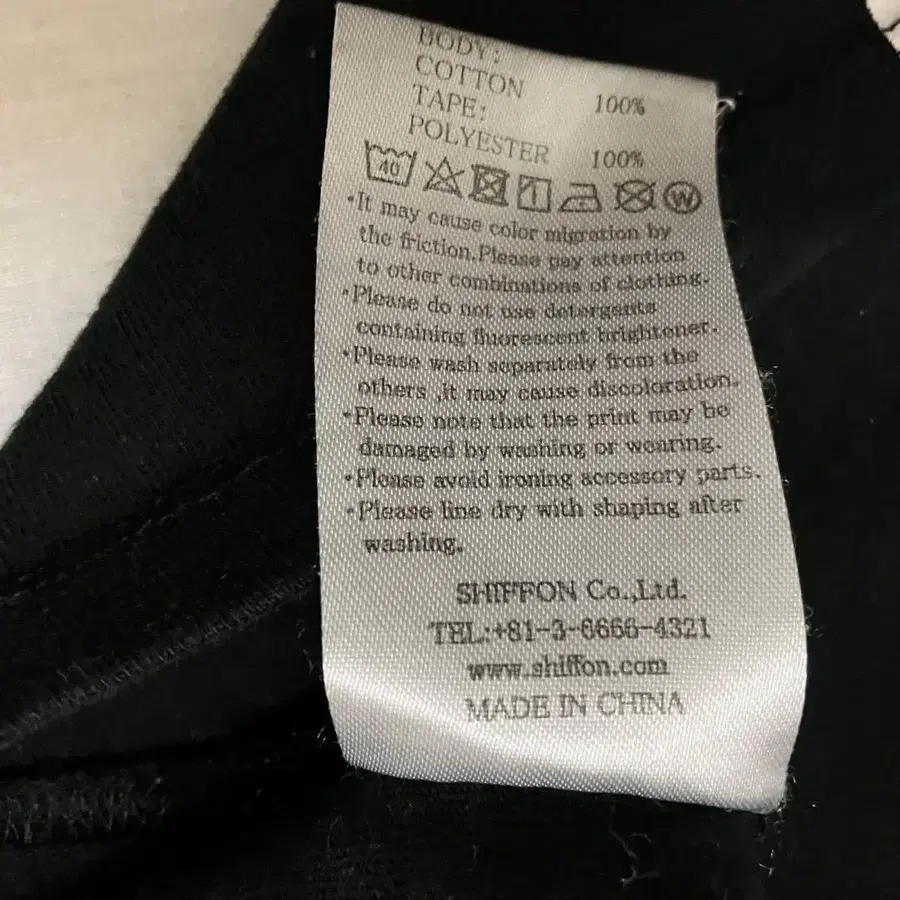 BODY:
COTTON 100%
TAPE:
POLYESTER 100%
40 W
•It may cause color migration by
the friction.Please pay attention
to other combinations of clothing.
•Please do not use detergents
containing fluorescent brightener.
•Please wash separately from the
others ,it may cause discoloration.
•Please note that the print may be
damaged by washing or wearing.
•Please avoid ironing accessory parts.
•Please line dry with shaping after
washing.
SHIFFON Co.,Ltd.
TEL:+81-3-6666-4321
www.shiffon.com
MADE IN CHINA